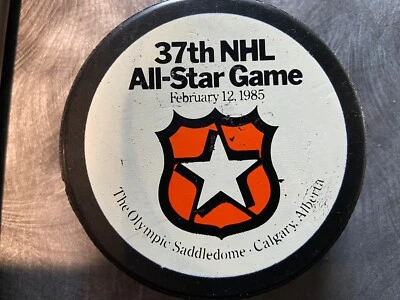 37th NHL
All-Star Game
February 12, 1985
The Olympic Saddledome · Calgary, Alberta